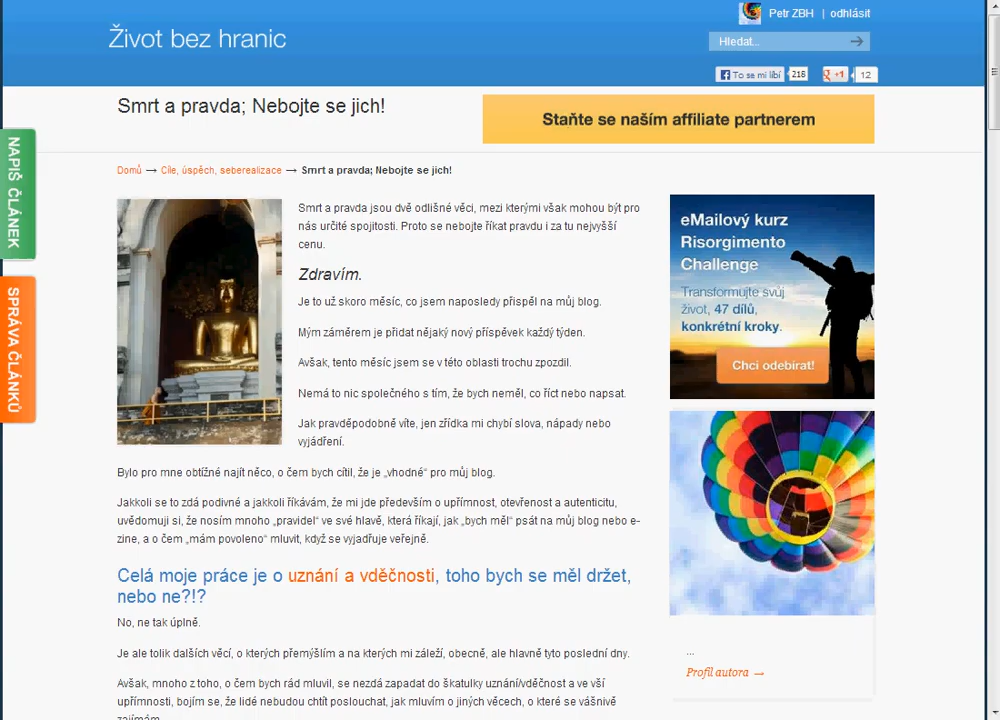 Petr ZBH | odhlásit
Život bez hranic
Hledat...
To se mi líbí 216 +1 12
Smrt a pravda; Nebojte se jich!
Staňte se naším affiliate partnerem
NAPIŠ ČLÁNEK
SPRÁVA ČLÁNKŮ
Domů → Cíle, úspěch, seberealizace → Smrt a pravda; Nebojte se jich!
Smrt a pravda jsou dvě odlišné věci, mezi kterými však mohou být pro
nás určité spojitosti. Proto se nebojte říkat pravdu i za tu nejvyšší
cenu.
Zdravím.
Je to už skoro měsíc, co jsem naposledy přispěl na můj blog.
Mým záměrem je přidat nějaký nový příspěvek každý týden.
Avšak, tento měsíc jsem se v této oblasti trochu zpozdil.
Nemá to nic společného s tím, že bych neměl, co říct nebo napsat.
Jak pravděpodobně víte, jen zřídka mi chybí slova, nápady nebo
vyjádření.
Bylo pro mne obtížné najít něco, o čem bych cítil, že je „vhodné“ pro můj blog.
Jakkoli se to zdá podivné a jakkoli říkávám, že mi jde především o upřímnost, otevřenost a autenticitu,
uvědomuji si, že nosím mnoho „pravidel“ ve své hlavě, která říkají, jak „bych měl“ psát na můj blog nebo e-
zine, a o čem „mám povoleno“ mluvit, když se vyjadřuje veřejně.
Celá moje práce je o uznání a vděčnosti, toho bych se měl držet,
nebo ne?!?
No, ne tak úplně.
Je ale tolik dalších věcí, o kterých přemýšlím a na kterých mi záleží, obecně, ale hlavně tyto poslední dny.
Avšak, mnoho z toho, o čem bych rád mluvil, se nezdá zapadat do škatulky uznání/vděčnost a ve vší
upřímnosti, bojím se, že lidé nebudou chtít poslouchat, jak mluvím o jiných věcech, o které se vášnivě
zajímám.
eMailový kurz
Risorgimento
Challenge
Transformujte svůj
život, 47 dílů,
konkrétní kroky.
Chci odebírat!
...
Profil autora →